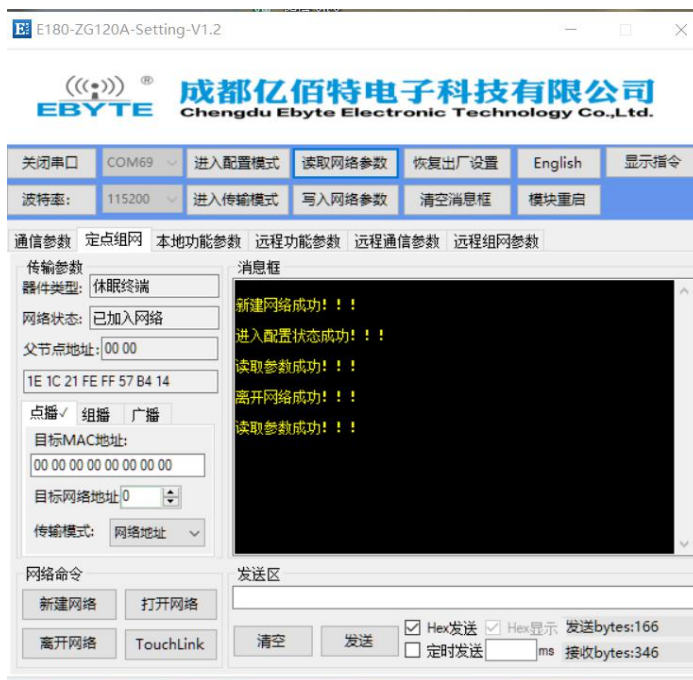 E180-ZG120A-Setting-V1.2
EBYTE ® 成都亿佰特电子科技有限公司
Chengdu Ebyte Electronic Technology Co.,Ltd.
关闭串口 COM69 进入配置模式 读取网络参数 恢复出厂设置 English 显示指令
波特率: 115200 进入传输模式 写入网络参数 清空消息框 模块重启
通信参数 定点组网 本地功能参数 远程功能参数 远程通信参数 远程组网参数
传输参数
器件类型: 休眠终端
网络状态: 已加入网络
父节点地址: 00 00
1E 1C 21 FE FF 57 B4 14
点播√ 组播 广播
目标MAC地址:
00 00 00 00 00 00 00 00
目标网络地址 0
传输模式: 网络地址
消息框
新建网络成功!!!
进入配置状态成功!!!
读取参数成功!!!
离开网络成功!!!
读取参数成功!!!
网络命令
新建网络 打开网络
离开网络 TouchLink
发送区
清空 发送
Hex发送 Hex显示 发送bytes:166
定时发送 ms 接收bytes:346